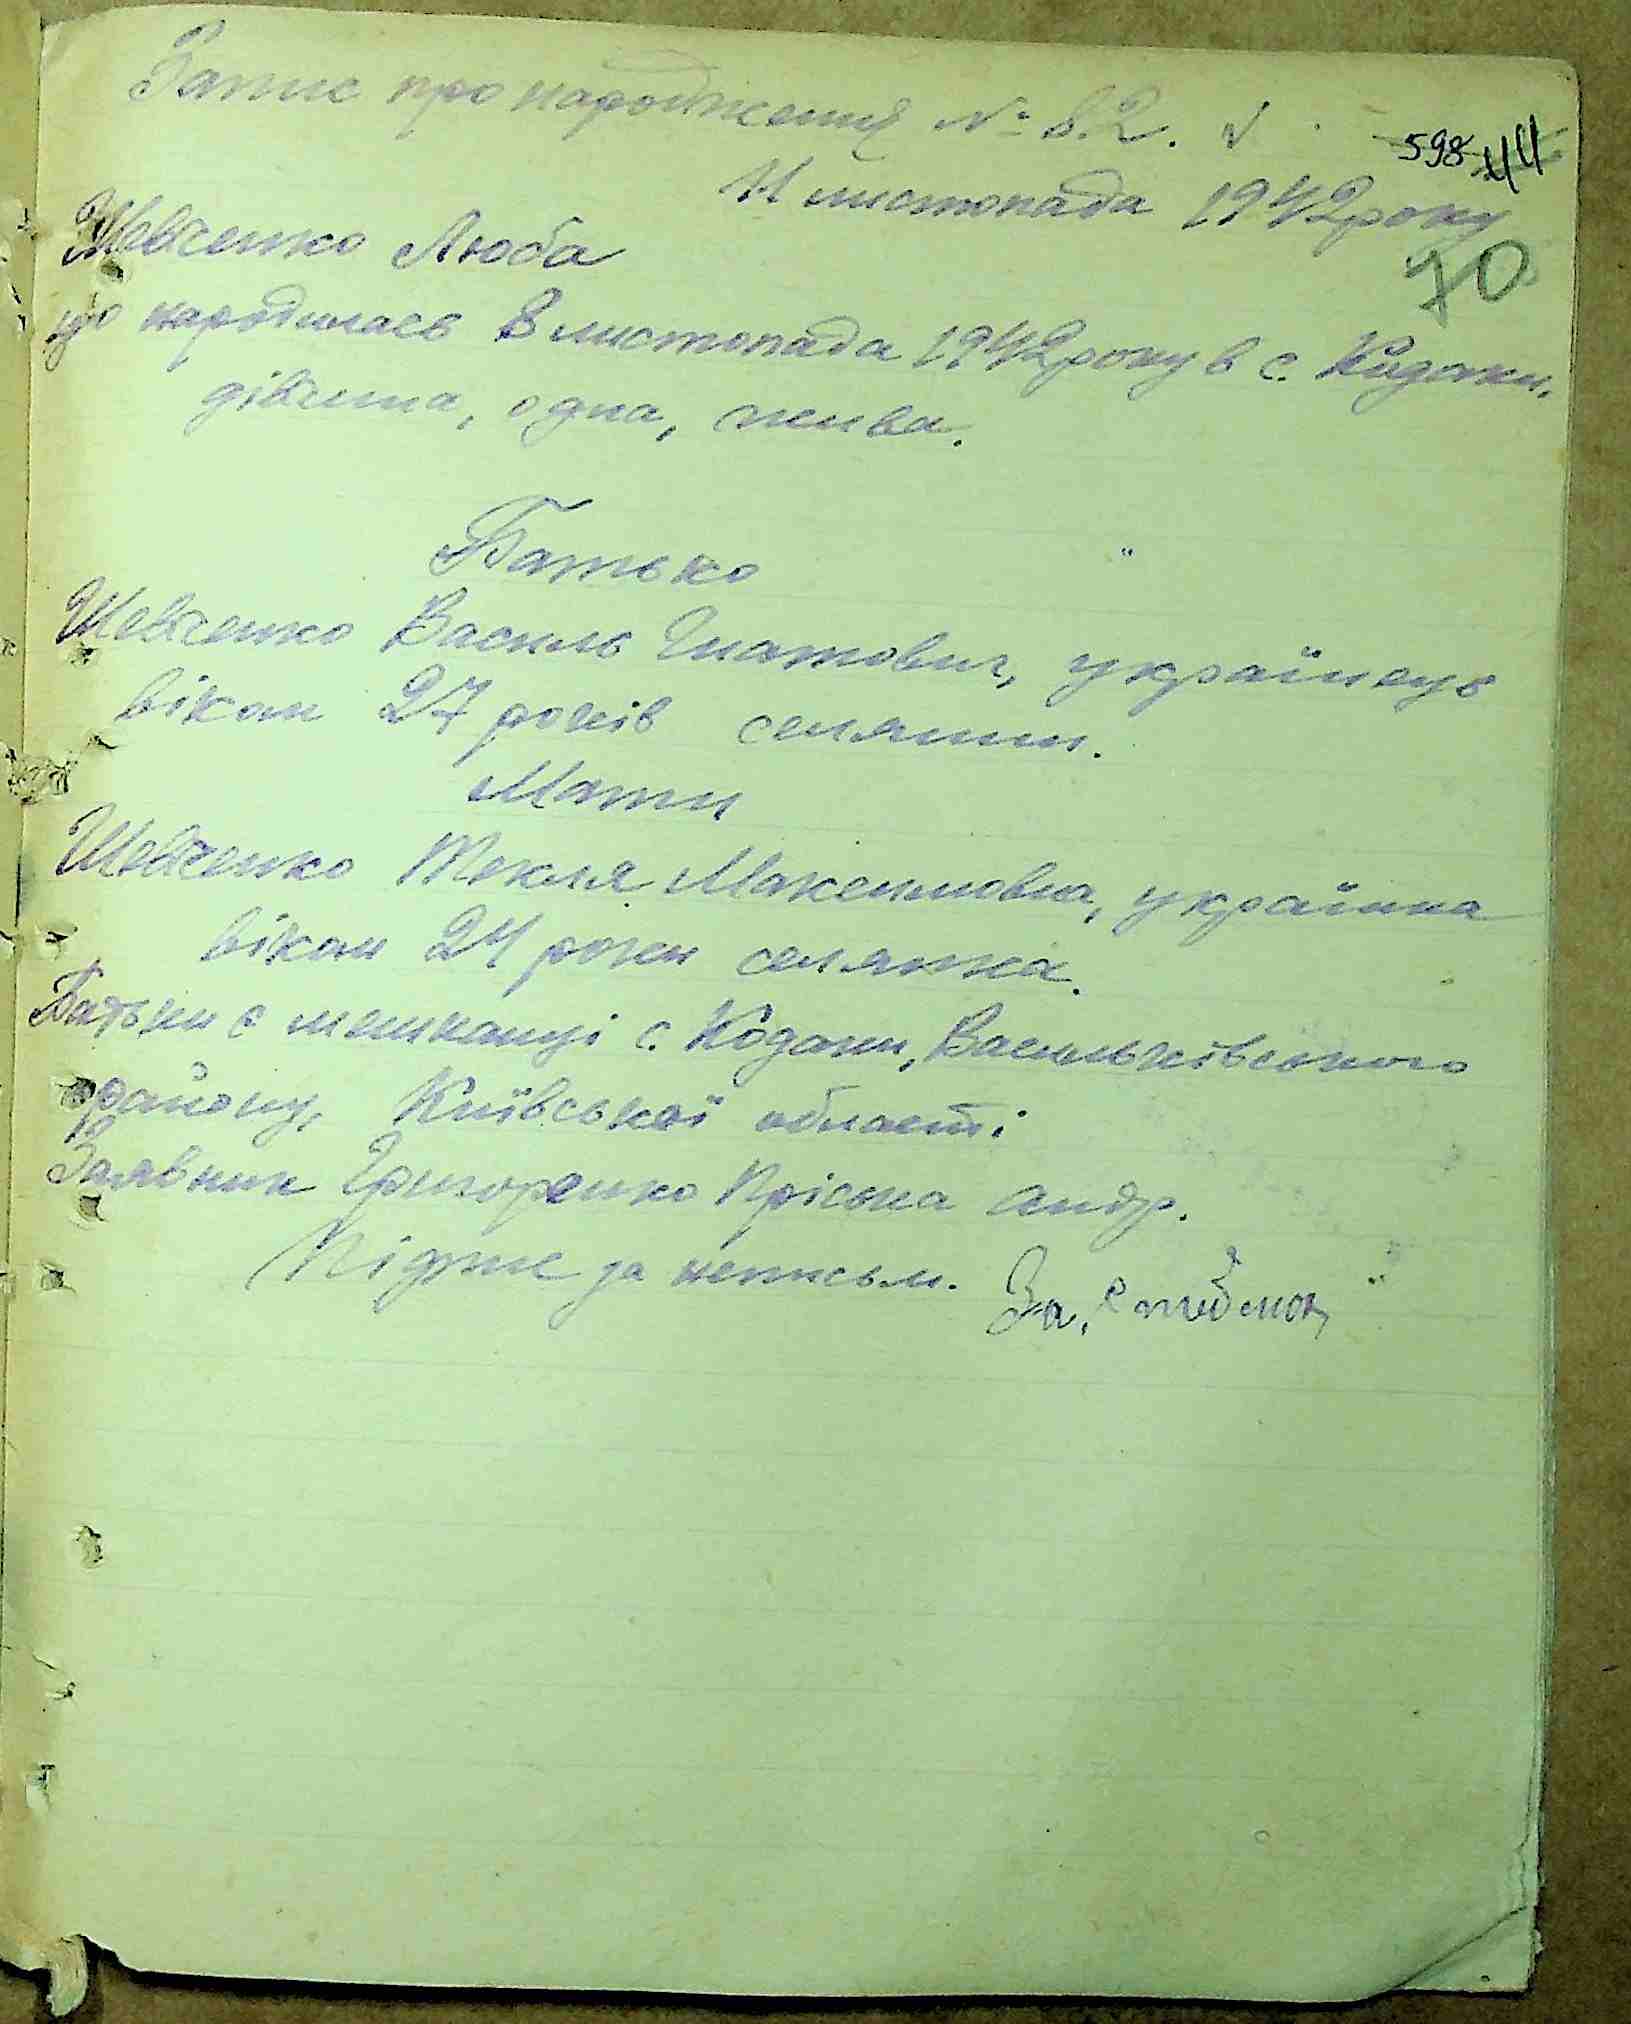 Запис про народження № 82.
598 44
11 листопада 1942 року
70
Шевченко Люба
що народилась 8 листопада 1942 року в с. Кодаки,
дівчина, одна, жива.
Батько
Шевченко Василь Гнатович, українець
віком 27 років селянин.
Мати
Шевченко Текля Максимовна, українка
віком 24 роки селянка.
Батьки є мешканці с. Кодаки, Васильківського
району, Київської області
Заявник Григоренко Пріська Андр.
Підпис за неписьм.